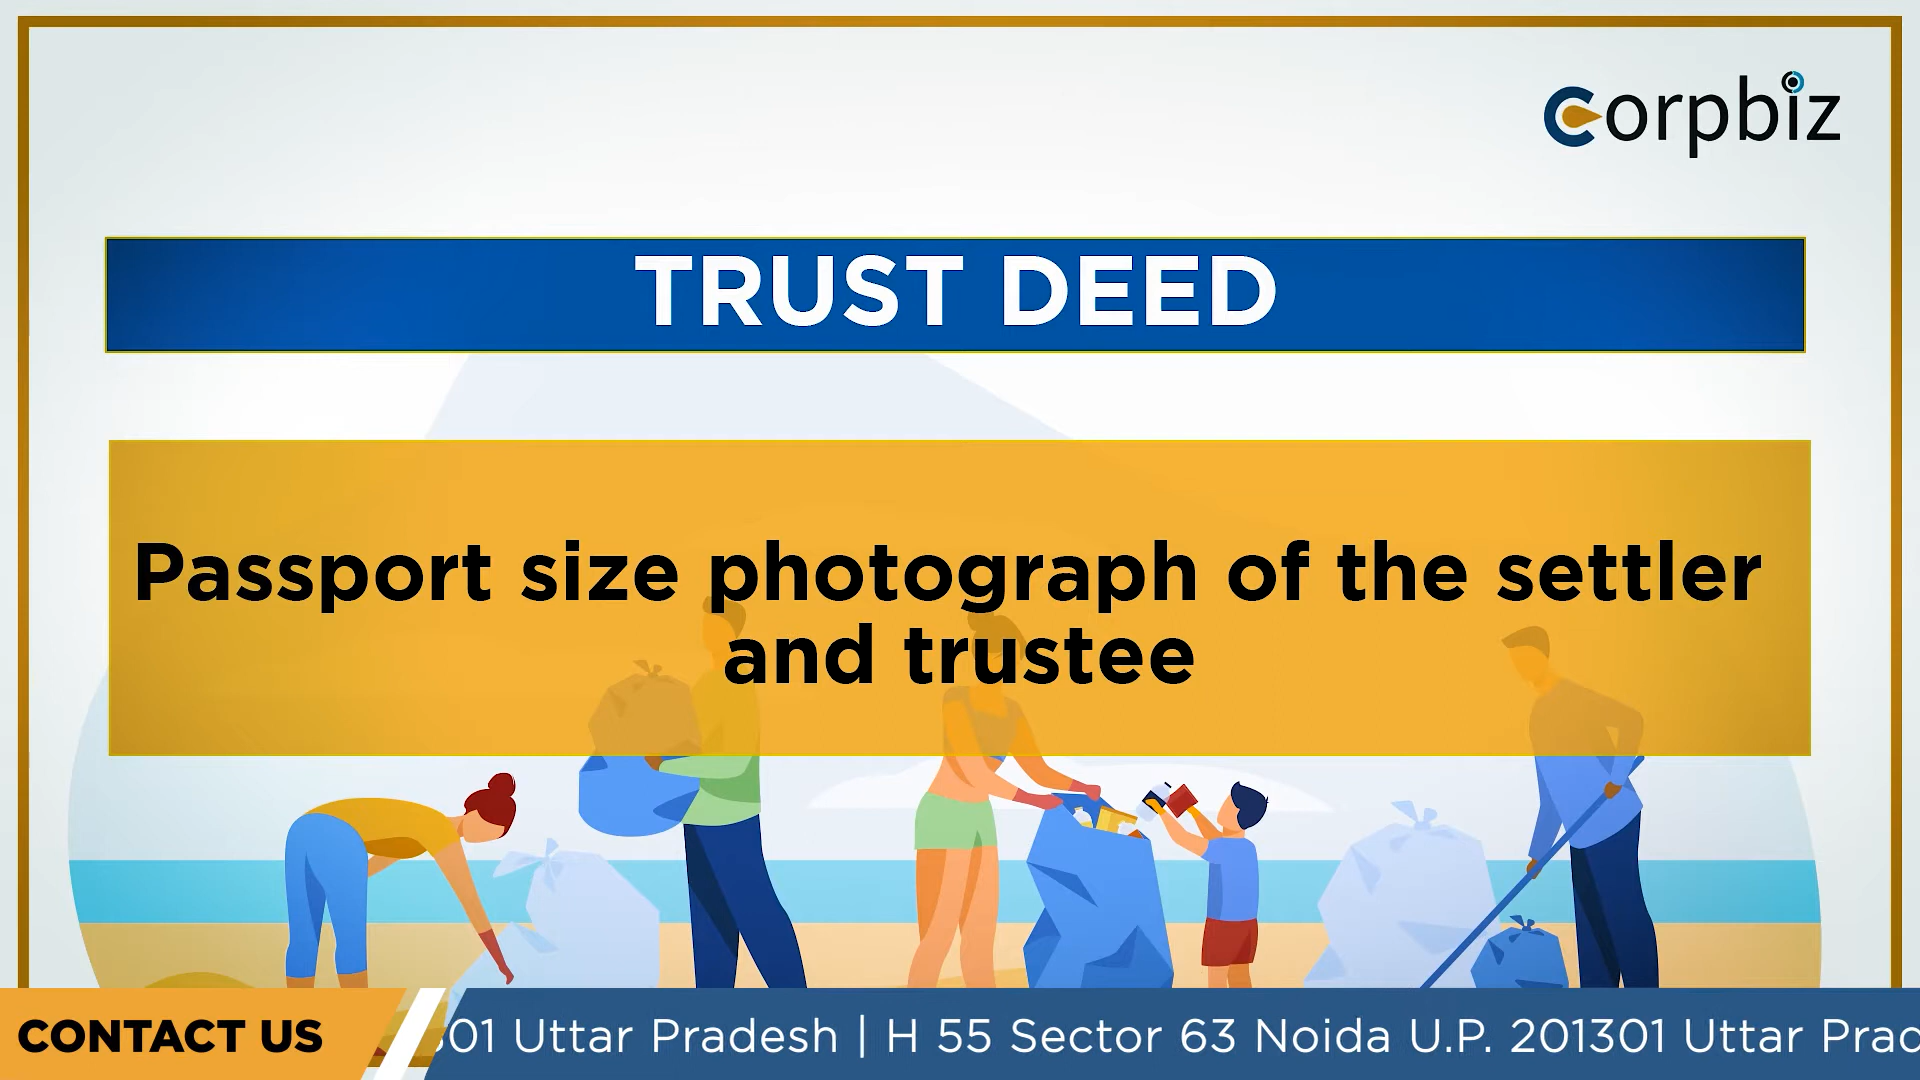 Corpbiz
TRUST DEED
Passport size photograph of the settler
and trustee
CONTACT US
01 Uttar Pradesh | H 55 Sector 63 Noida U.P. 201301 Uttar Prad